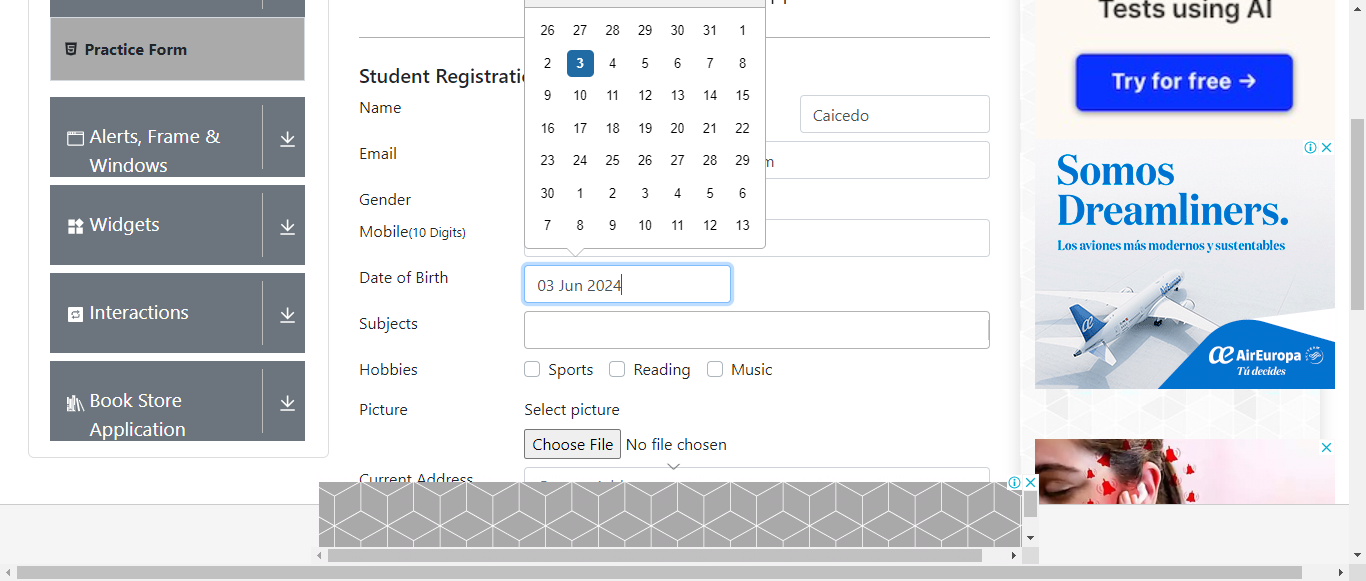 Practice Form
Alerts, Frame &
Windows
Widgets
Interactions
Book Store
Application
26 27 28 29 30 31 1
2 3 4 5 6 7 8
9 10 11 12 13 14 15
16 17 18 19 20 21 22
23 24 25 26 27 28 29
30 1 2 3 4 5 6
7 8 9 10 11 12 13
Student Registrati
Name
Caicedo
Email
m
Gender
Mobile(10 Digits)
Date of Birth
03 Jun 2024
Subjects
Hobbies
Sports Reading Music
Picture
Select picture
Choose File No file chosen
Current Address
Tests using AI
Try for free →
Somos
Dreamliners.
Los aviones más modernos y sustentables
AirEuropa
Tú decides